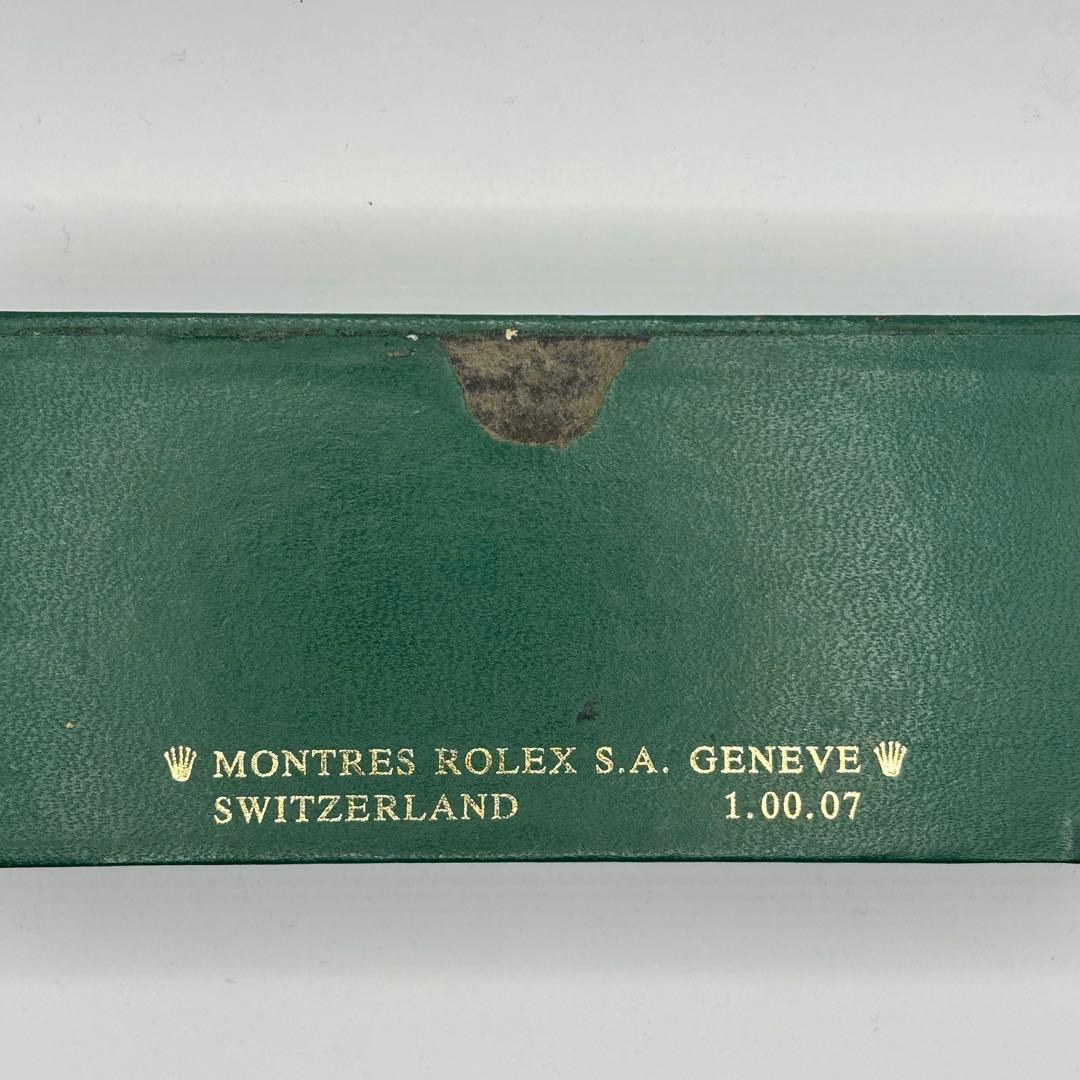 MONTRES ROLEX S.A. GENEVE
SWITZERLAND 1.00.07